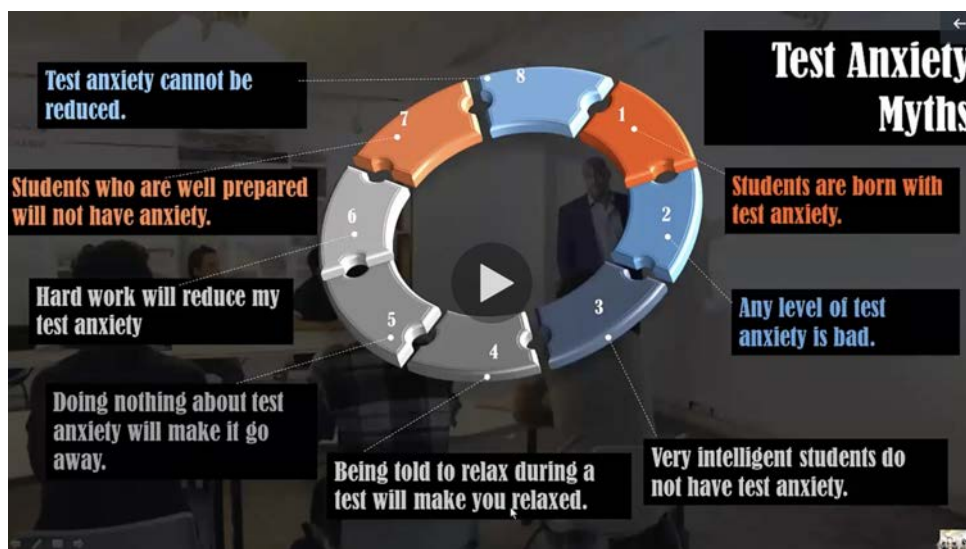 Test Anxiety
Myths
1
Students are born with
test anxiety.
2
Any level of test
anxiety is bad.
3
Very intelligent students do
not have test anxiety.
4
Being told to relax during a
test will make you relaxed.
5
Doing nothing about test
anxiety will make it go
away.
6
Hard work will reduce my
test anxiety
7
Students who are well prepared
will not have anxiety.
8
Test anxiety cannot be
reduced.